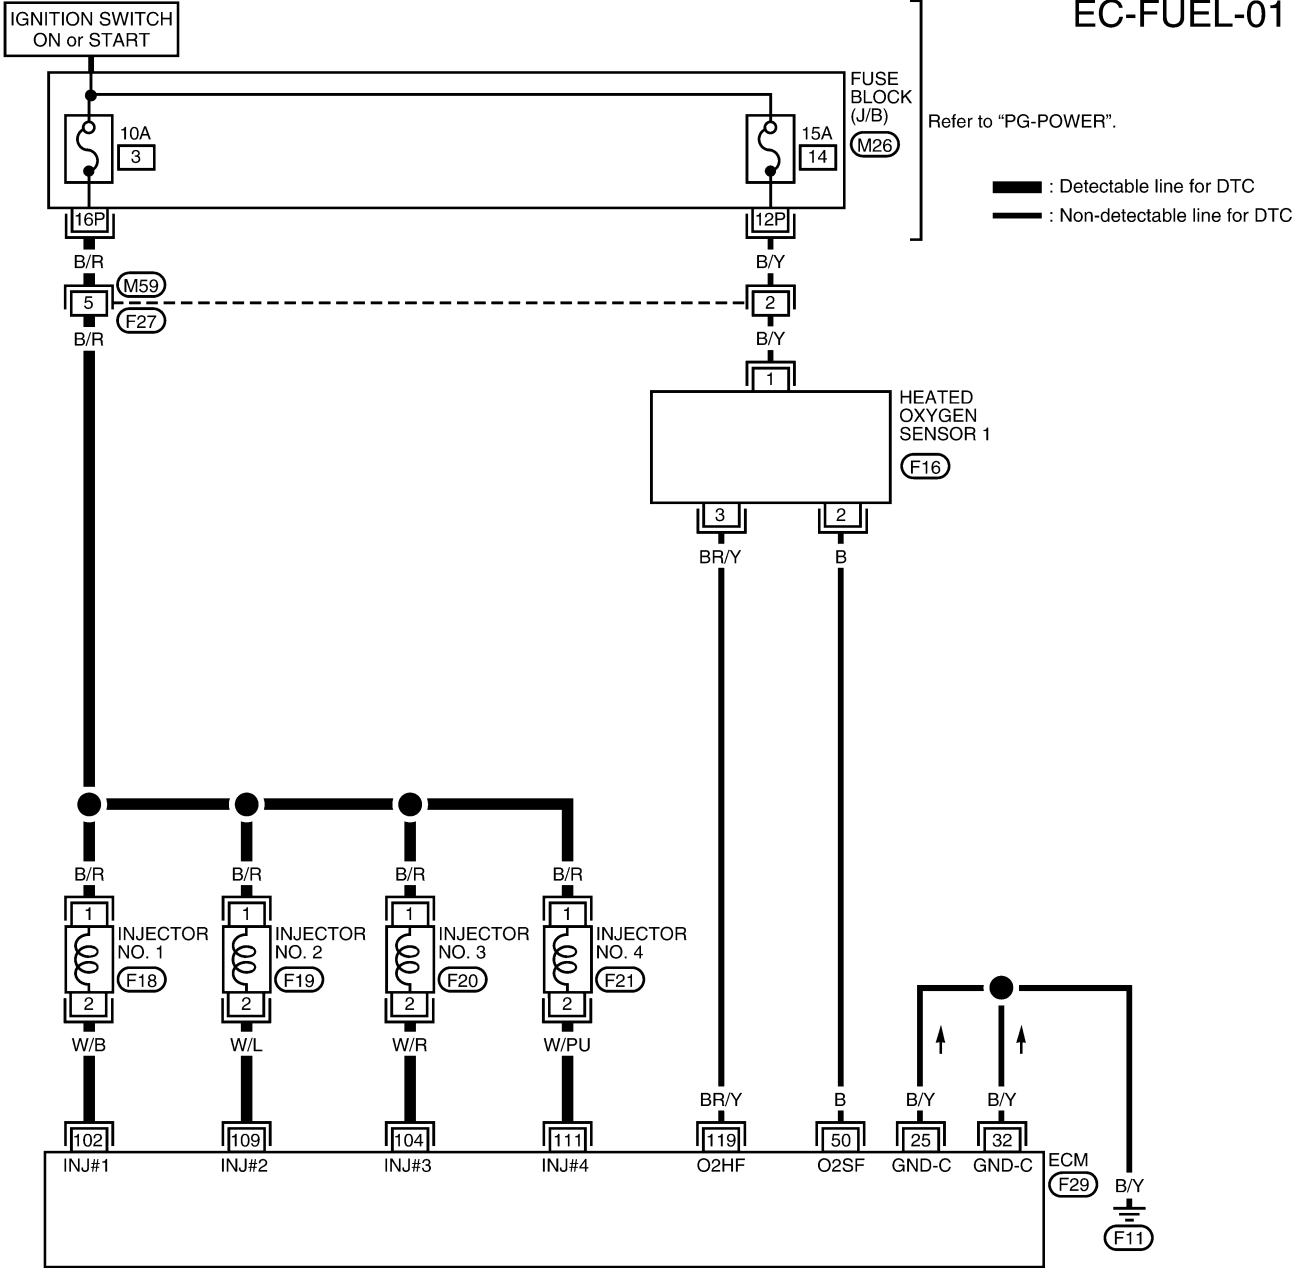 EC-FUEL-01
IGNITION SWITCH
ON or START
FUSE
BLOCK
(J/B)
M26
Refer to “PG-POWER”.
10A
3
15A
14
: Detectable line for DTC
: Non-detectable line for DTC
16P
12P
B/R
B/Y
M59
5
2
F27
B/R
B/Y
1
HEATED
OXYGEN
SENSOR 1
F16
3
2
BR/Y
B
B/R
B/R
B/R
B/R
1
1
1
1
INJECTOR
NO. 1
F18
INJECTOR
NO. 2
F19
INJECTOR
NO. 3
F20
INJECTOR
NO. 4
F21
2
2
2
2
W/B
W/L
W/R
W/PU
BR/Y
B
B/Y
B/Y
102
109
104
111
119
50
25
32
INJ#1
INJ#2
INJ#3
INJ#4
O2HF
O2SF
GND-C
GND-C
ECM
F29
B/Y
F11